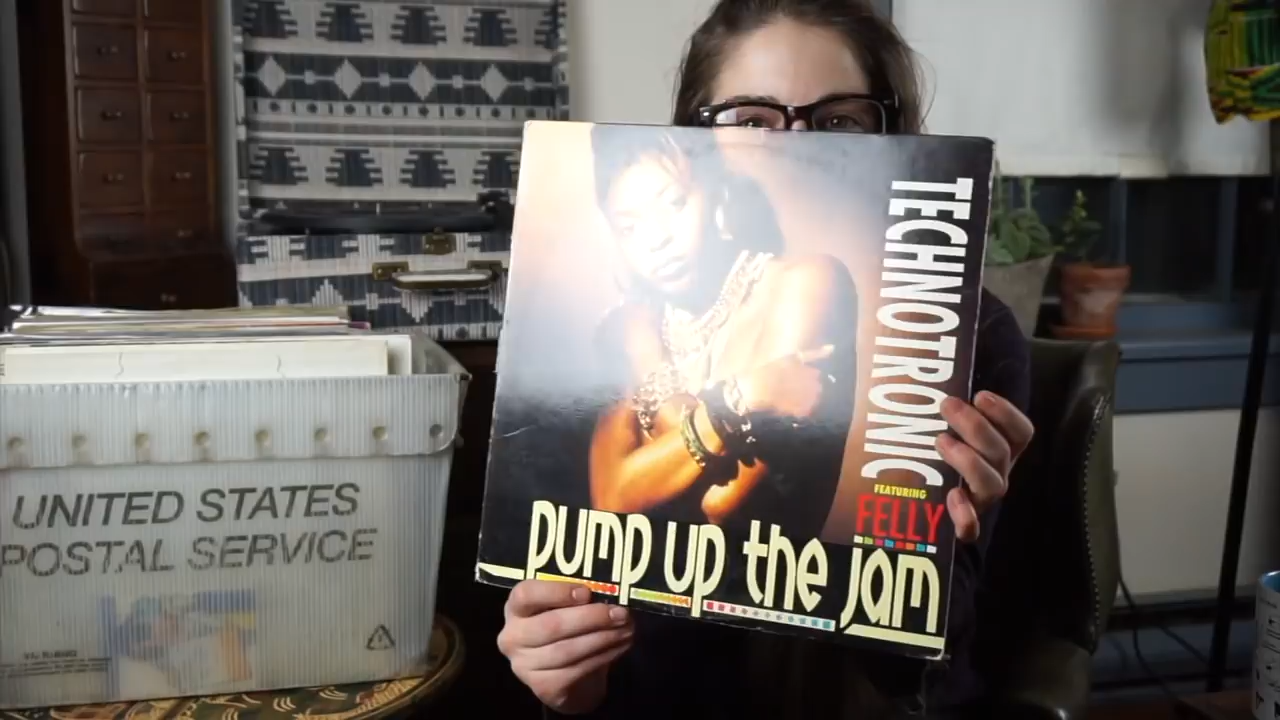 TECHNOTRONIC
FEATURING
FELLY
pump up the jam
UNITED STATES
POSTAL SERVICE